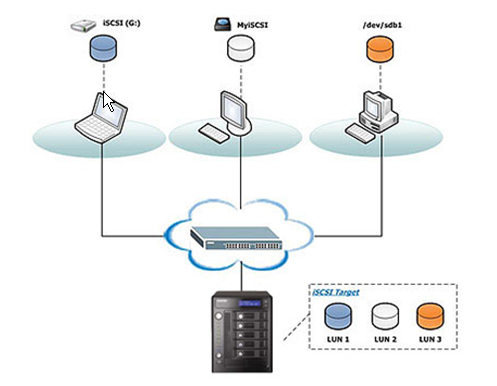 iSCSI (G:)
MyiSCSI
/dev/sdb1
iSCSI Target
LUN 1
LUN 2
LUN 3